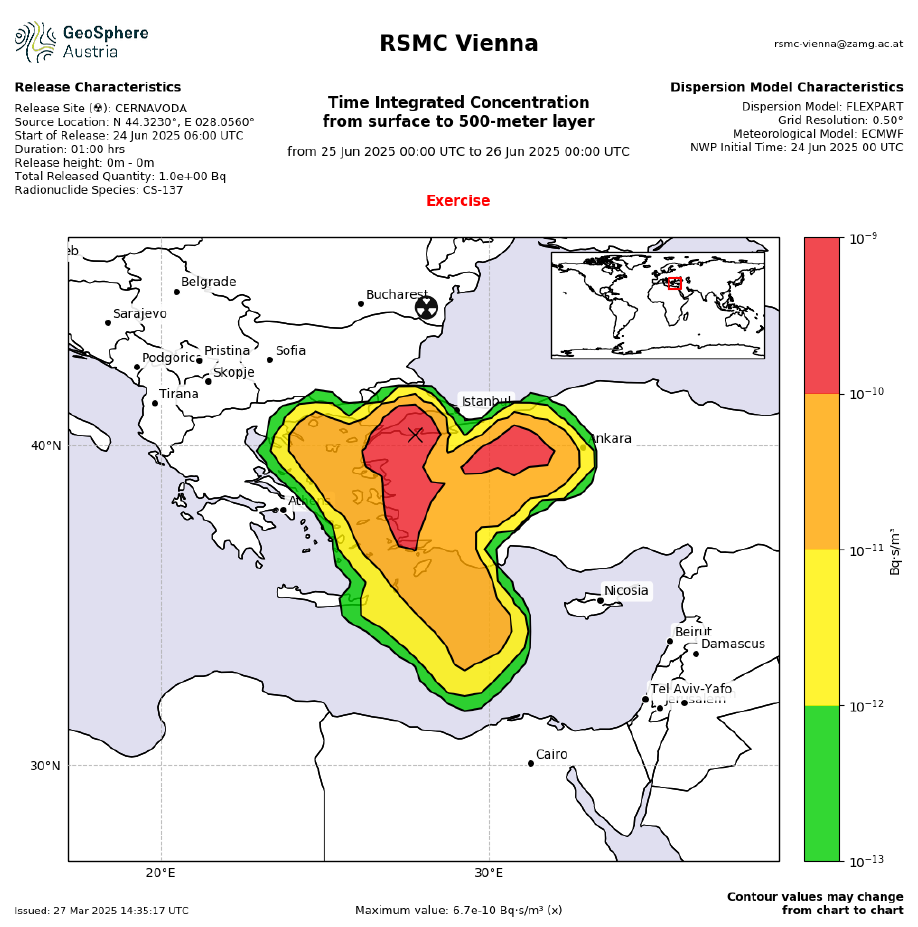 GeoSphere
Austria
RSMC Vienna
rsmc-vienna@zamg.ac.at
Release Characteristics
Release Site (☢): CERNAVODA
Source Location: N 44.3230°, E 028.0560°
Start of Release: 24 Jun 2025 06:00 UTC
Duration: 01:00 hrs
Release height: 0m - 0m
Total Released Quantity: 1.0e+00 Bq
Radionuclide Species: CS-137
Time Integrated Concentration
from surface to 500-meter layer
from 25 Jun 2025 00:00 UTC to 26 Jun 2025 00:00 UTC
Exercise
Dispersion Model Characteristics
Dispersion Model: FLEXPART
Grid Resolution: 0.50°
Meteorological Model: ECMWF
NWP Initial Time: 24 Jun 2025 00 UTC
eb
Belgrade
Bucharest
Sarajevo
Podgoric
Pristina
Sofia
Skopje
Tirana
Istanbul
Ankara
Athens
Nicosia
Beirut
Damascus
Tel Aviv-Yafo
Jerusalem
Cairo
40°N
30°N
20°E
30°E
10⁻⁹
10⁻¹⁰
10⁻¹¹
10⁻¹²
10⁻¹³
Bq·s/m³
Issued: 27 Mar 2025 14:35:17 UTC
Maximum value: 6.7e-10 Bq·s/m³ (x)
Contour values may change
from chart to chart